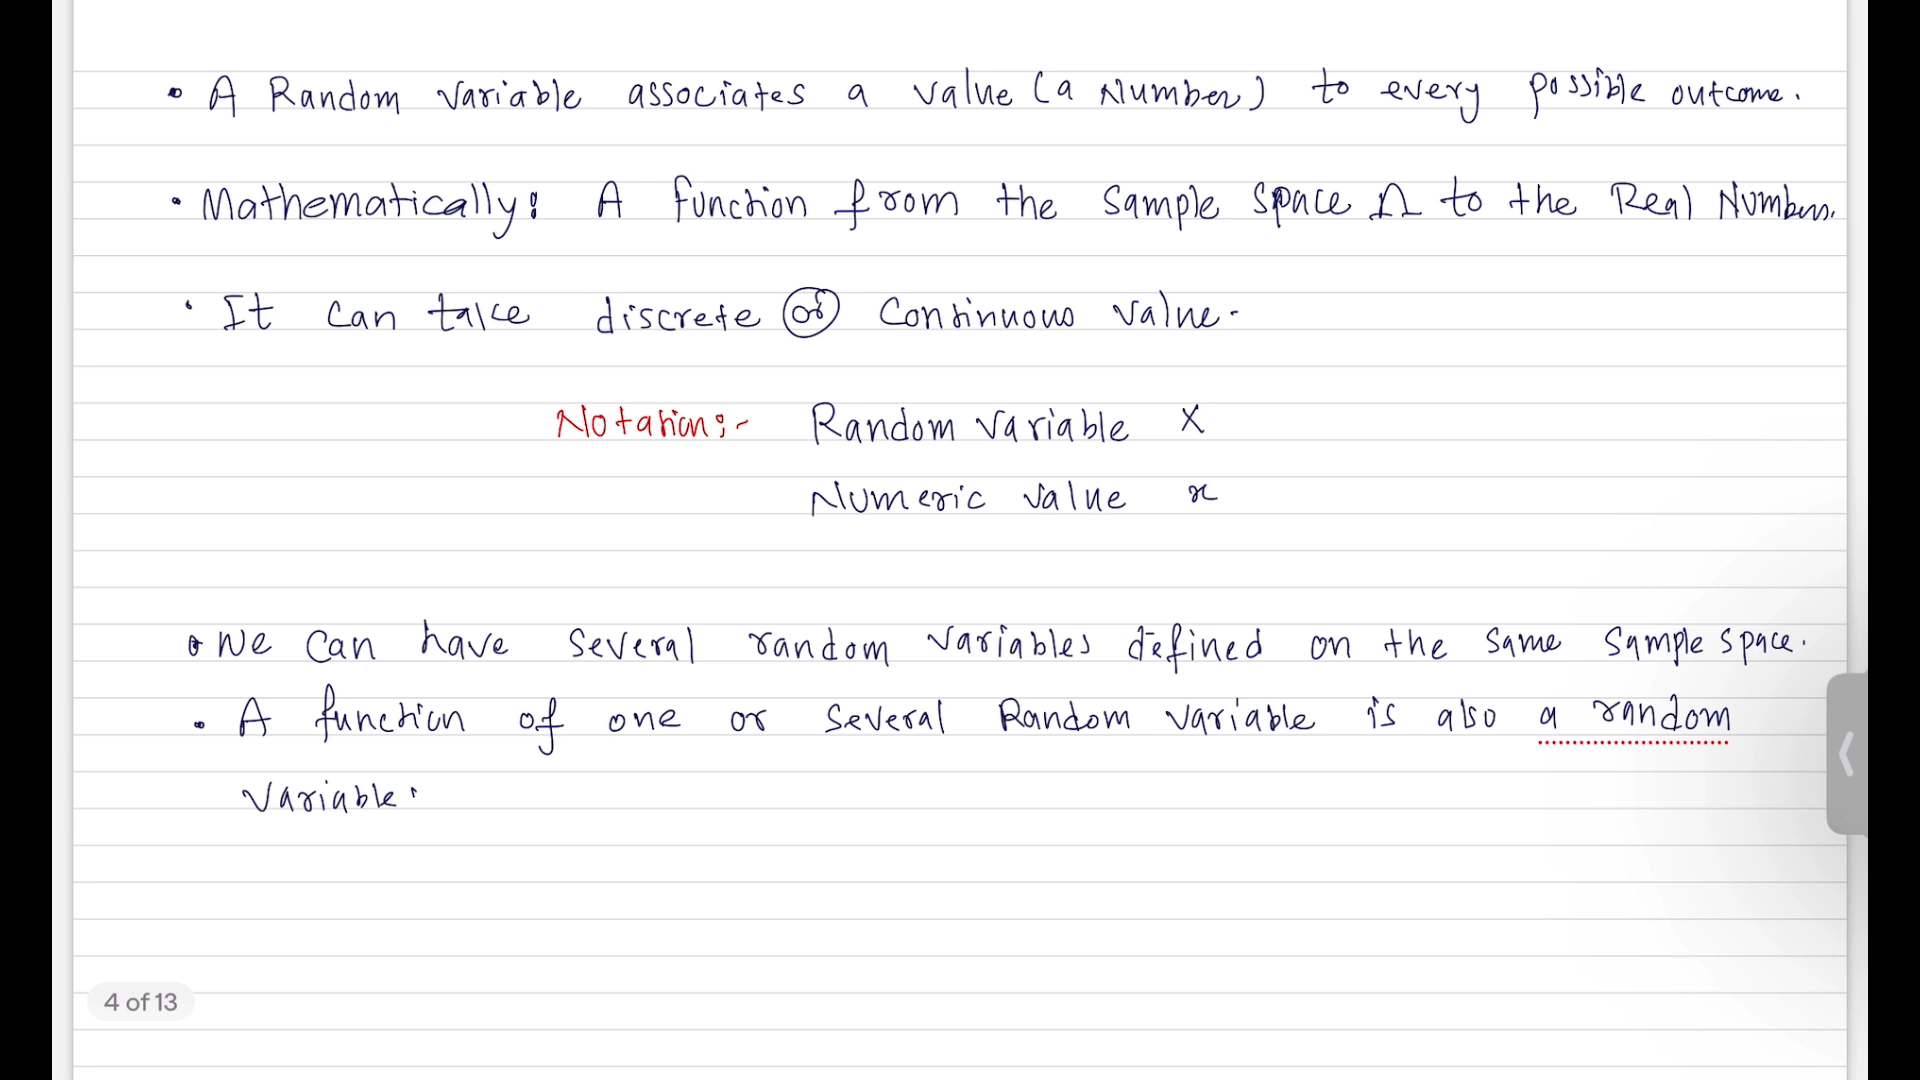 • A Random Variable associates a value (a Number) to every possible outcome.
• Mathematically: A function from the Sample Space Ω to the Real Numbers.
• It can take discrete or Continuous value.
Notation:- Random Variable X
Numeric value x
• We can have several random variables defined on the same sample space.
• A function of one or several Random variable is also a random
variable.
4 of 13